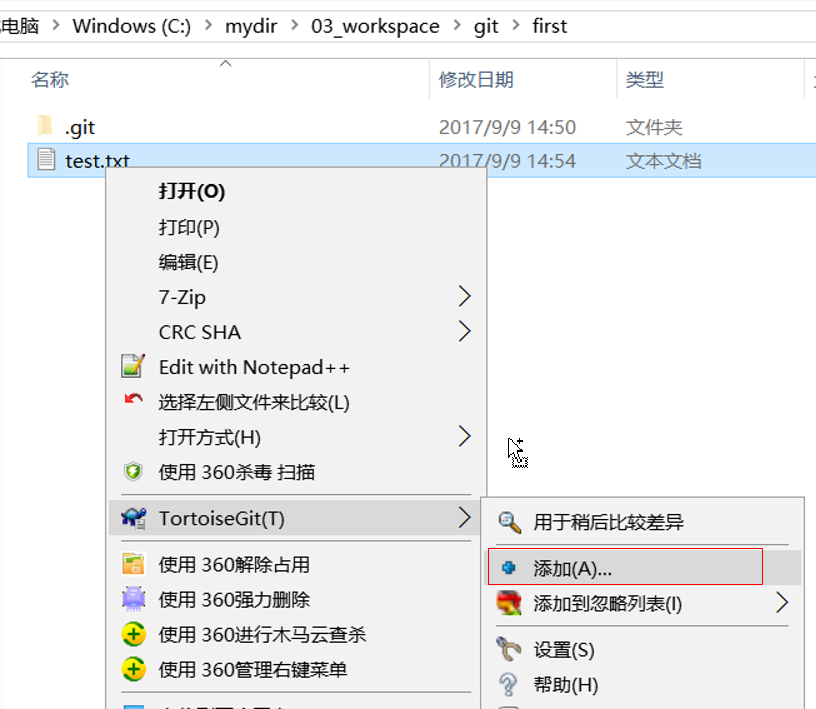 电脑 > Windows (C:) > mydir > 03_workspace > git > first
名称 修改日期 类型
.git 2017/9/9 14:50 文件夹
test.txt 2017/9/9 14:54 文本文档
打开(O)
打印(P)
编辑(E)
7-Zip
CRC SHA
Edit with Notepad++
选择左侧文件来比较(L)
打开方式(H)
使用 360杀毒 扫描
TortoiseGit(T)
使用 360解除占用
使用 360强力删除
使用 360进行木马云查杀
使用 360管理右键菜单
用于稍后比较差异
添加(A)...
添加到忽略列表(I)
设置(S)
帮助(H)